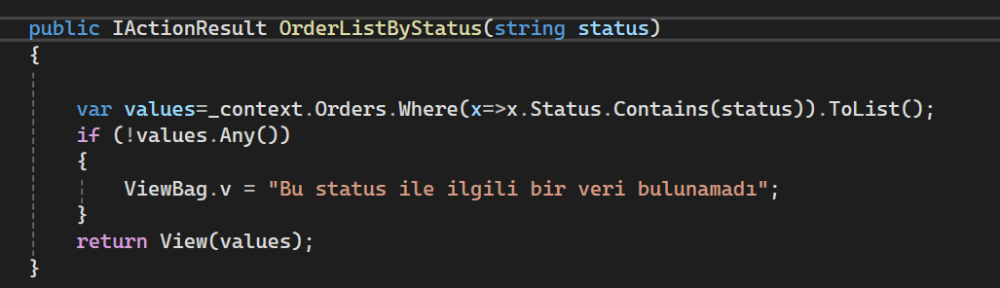 public IActionResult OrderListByStatus(string status)
{
var values=_context.Orders.Where(x=>x.Status.Contains(status)).ToList();
if (!values.Any())
{
ViewBag.v = "Bu status ile ilgili bir veri bulunamadı";
}
return View(values);
}